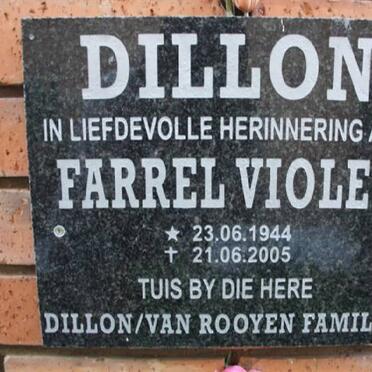 DILLON
IN LIEFDEVOLLE HERINNERING A
FARREL VIOLE
★ 23.06.1944
✝ 21.06.2005
TUIS BY DIE HERE
DILLON/VAN ROOYEN FAMIL